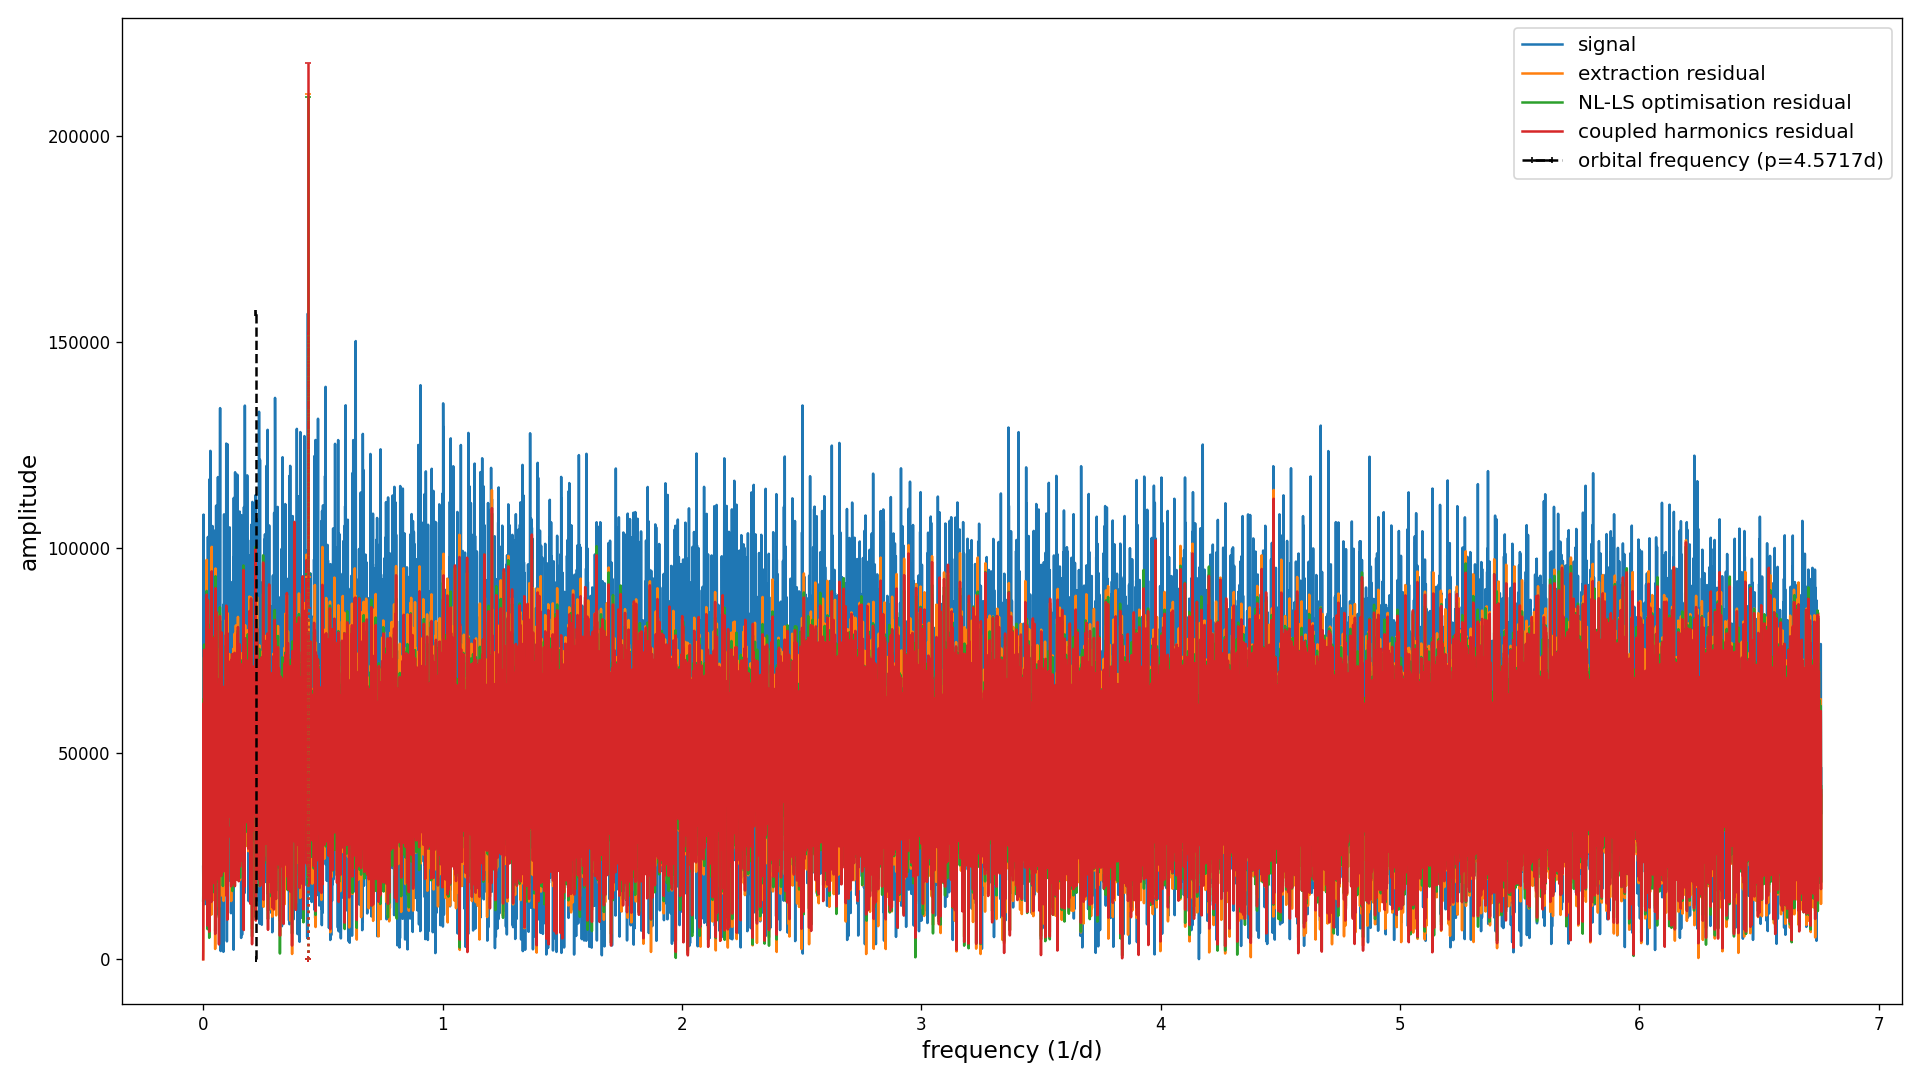 signal
extraction residual
NL-LS optimisation residual
coupled harmonics residual
orbital frequency (p=4.5717d)
amplitude
200000
150000
100000
50000
0
0 1 2 3 4 5 6 7
frequency (1/d)